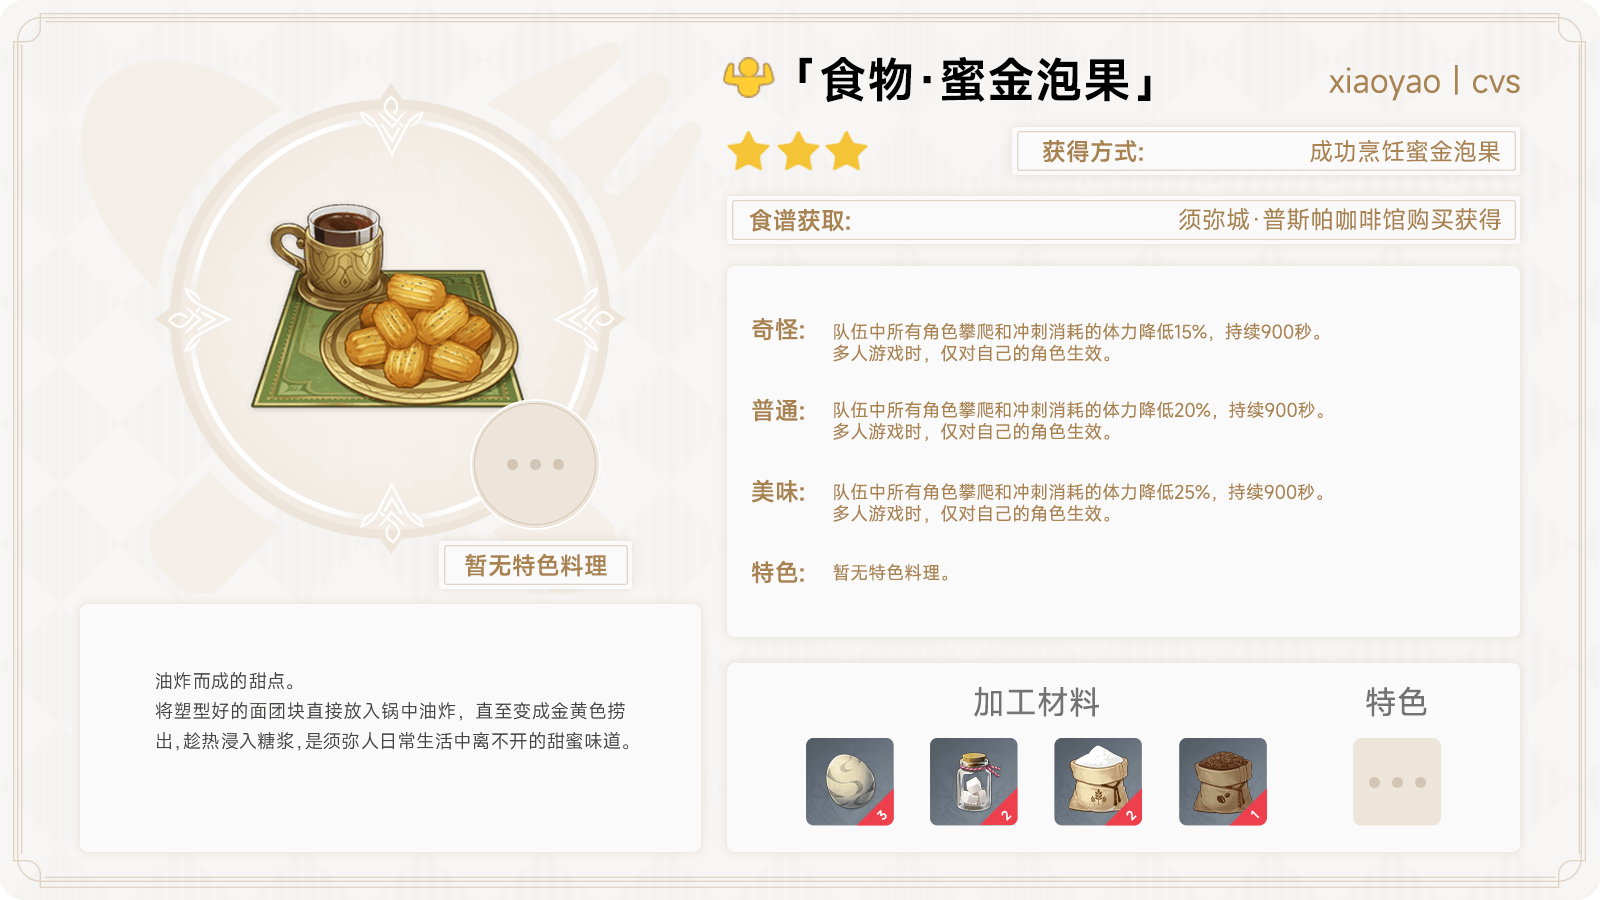 「食物·蜜金泡果」
xiaoyao | cvs
获得方式:
成功烹饪蜜金泡果
食谱获取:
须弥城·普斯帕咖啡馆购买获得
奇怪:
队伍中所有角色攀爬和冲刺消耗的体力降低15%，持续900秒。
多人游戏时，仅对自己的角色生效。
普通:
队伍中所有角色攀爬和冲刺消耗的体力降低20%，持续900秒。
多人游戏时，仅对自己的角色生效。
美味:
队伍中所有角色攀爬和冲刺消耗的体力降低25%，持续900秒。
多人游戏时，仅对自己的角色生效。
特色:
暂无特色料理。
暂无特色料理
油炸而成的甜点。
将塑型好的面团块直接放入锅中油炸，直至变成金黄色捞
出,趁热浸入糖浆,是须弥人日常生活中离不开的甜蜜味道。
加工材料
特色
3
2
2
1